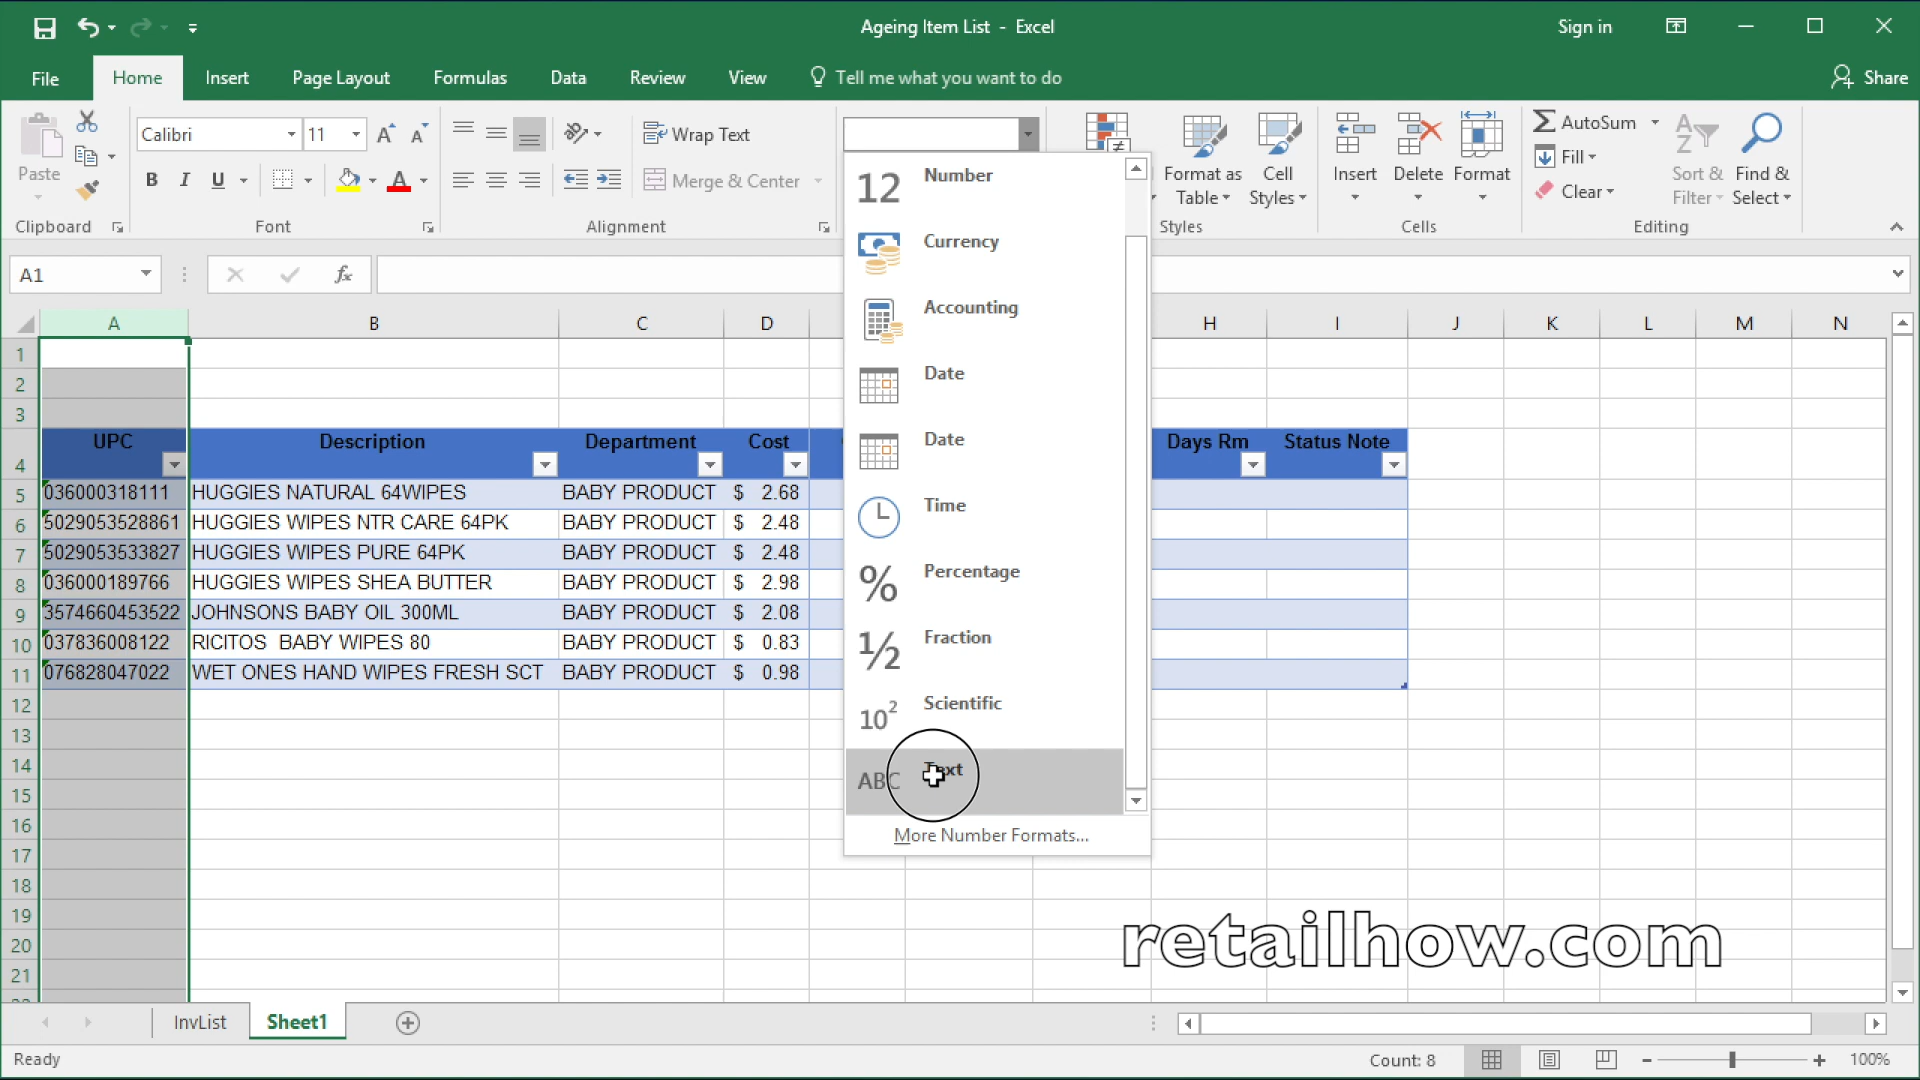 Ageing Item List - Excel
Sign in
File Home Insert Page Layout Formulas Data Review View Tell me what you want to do Share
Paste
Clipboard
Calibri 11 A A
B I U A
Font
Wrap Text
Merge & Center
Alignment
Format as Table
Cell Styles
Styles
Insert Delete Format
Cells
AutoSum
Fill
Clear
Sort & Filter
Find & Select
Editing
A1 fx
12 Number
Currency
Accounting
Date
Date
Time
% Percentage
½ Fraction
10² Scientific
ABC Text
More Number Formats...
A B C D H I J K L M N
1
2
3
4 UPC Description Department Cost Days Rm Status Note
5 036000318111 HUGGIES NATURAL 64WIPES BABY PRODUCT $ 2.68
6 5029053528861 HUGGIES WIPES NTR CARE 64PK BABY PRODUCT $ 2.48
7 5029053533827 HUGGIES WIPES PURE 64PK BABY PRODUCT $ 2.48
8 036000189766 HUGGIES WIPES SHEA BUTTER BABY PRODUCT $ 2.98
9 3574660453522 JOHNSONS BABY OIL 300ML BABY PRODUCT $ 2.08
10 037836008122 RICITOS BABY WIPES 80 BABY PRODUCT $ 0.83
11 076828047022 WET ONES HAND WIPES FRESH SCT BABY PRODUCT $ 0.98
12
13
14
15
16
17
18
19
20
21
retailhow.com
InvList Sheet1
Ready Count: 8 100%